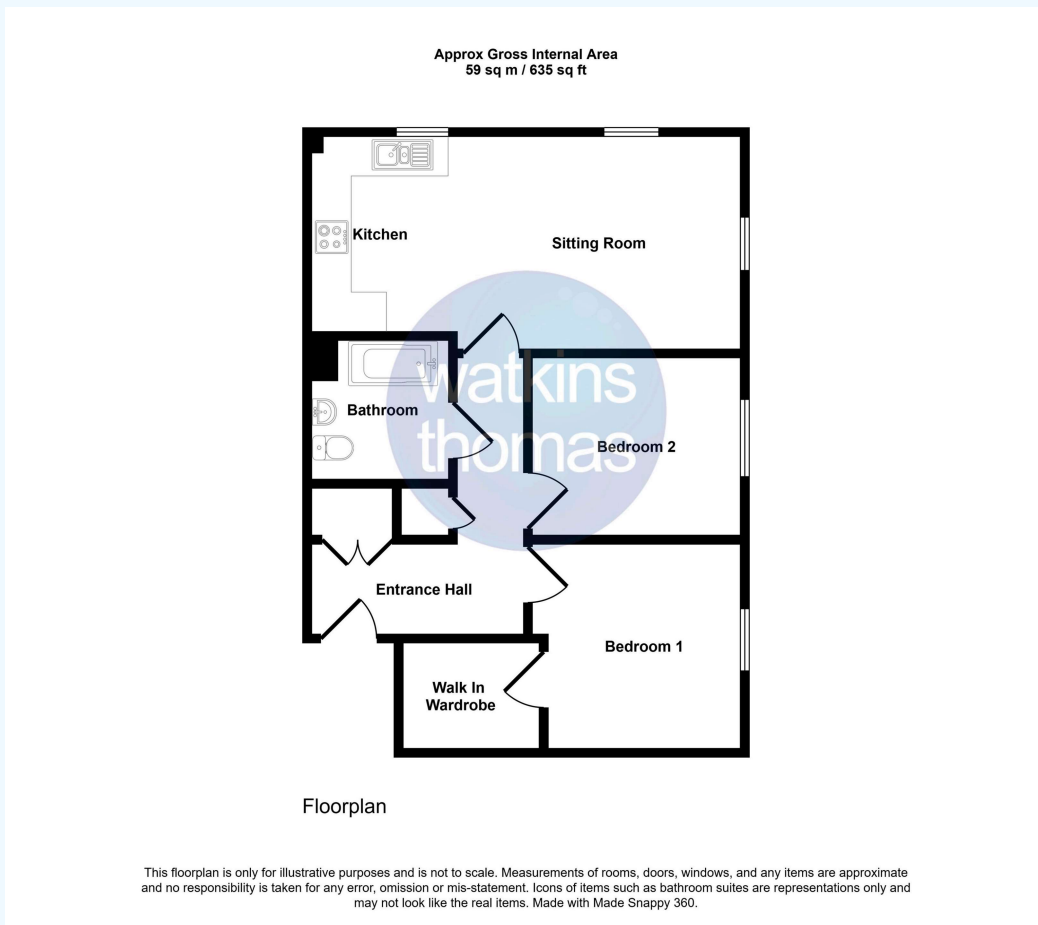 Approx Gross Internal Area
59 sq m / 635 sq ft
Kitchen
Sitting Room
watkins
thomas
Bathroom
Bedroom 2
Entrance Hall
Bedroom 1
Walk In
Wardrobe
Floorplan
This floorplan is only for illustrative purposes and is not to scale. Measurements of rooms, doors, windows, and any items are approximate
and no responsibility is taken for any error, omission or mis-statement. Icons of items such as bathroom suites are representations only and
may not look like the real items. Made with Made Snappy 360.